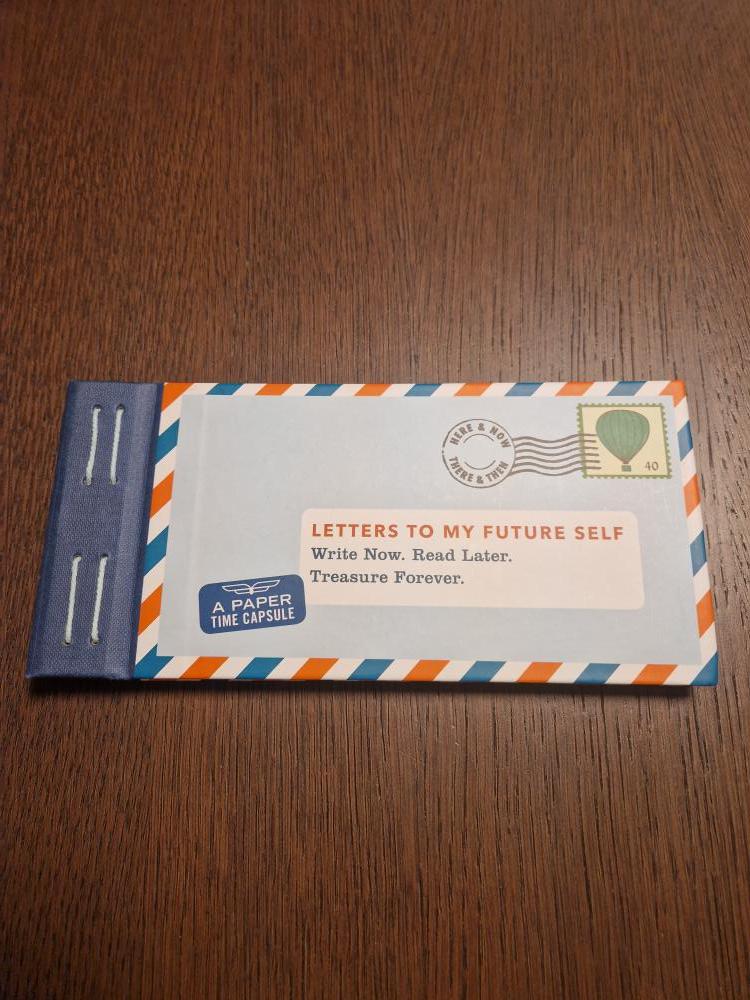 HERE & NOW
THERE & THEN
40
LETTERS TO MY FUTURE SELF
Write Now. Read Later.
Treasure Forever.
A PAPER
TIME CAPSULE